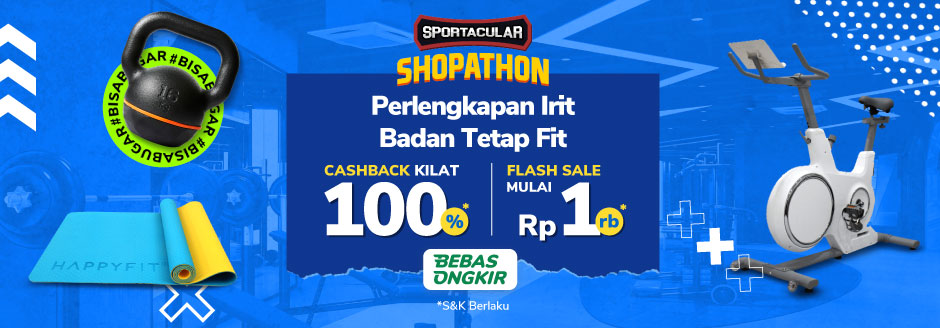 SPORTACULAR
SHOPATHON
Perlengkapan Irit
Badan Tetap Fit
CASHBACK KILAT
100%*
FLASH SALE
MULAI
Rp 1rb*
BEBAS
ONGKIR
*S&K Berlaku
#BISABUGAR #BISABUGAR #BISABUGAR
16
HAPPYFIT